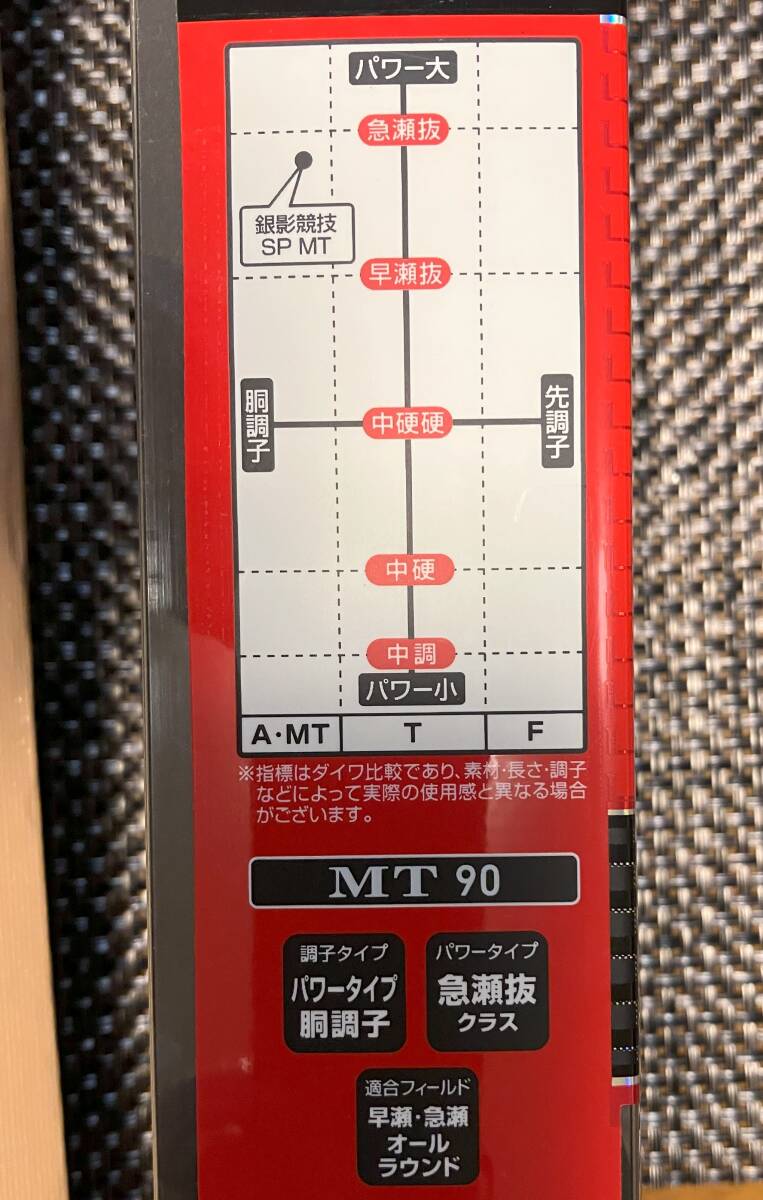 パワー大
急瀬抜
銀影競技
SP MT
早瀬抜
胴調子
中硬硬
先調子
中硬
中調
パワー小
A・MT T F
※指標はダイワ比較であり、素材・長さ・調子
などによって実際の使用感と異なる場合
がございます。
MT 90
調子タイプ
パワータイプ
胴調子
パワータイプ
急瀬抜
クラス
適合フィールド
早瀬・急瀬
オール
ラウンド